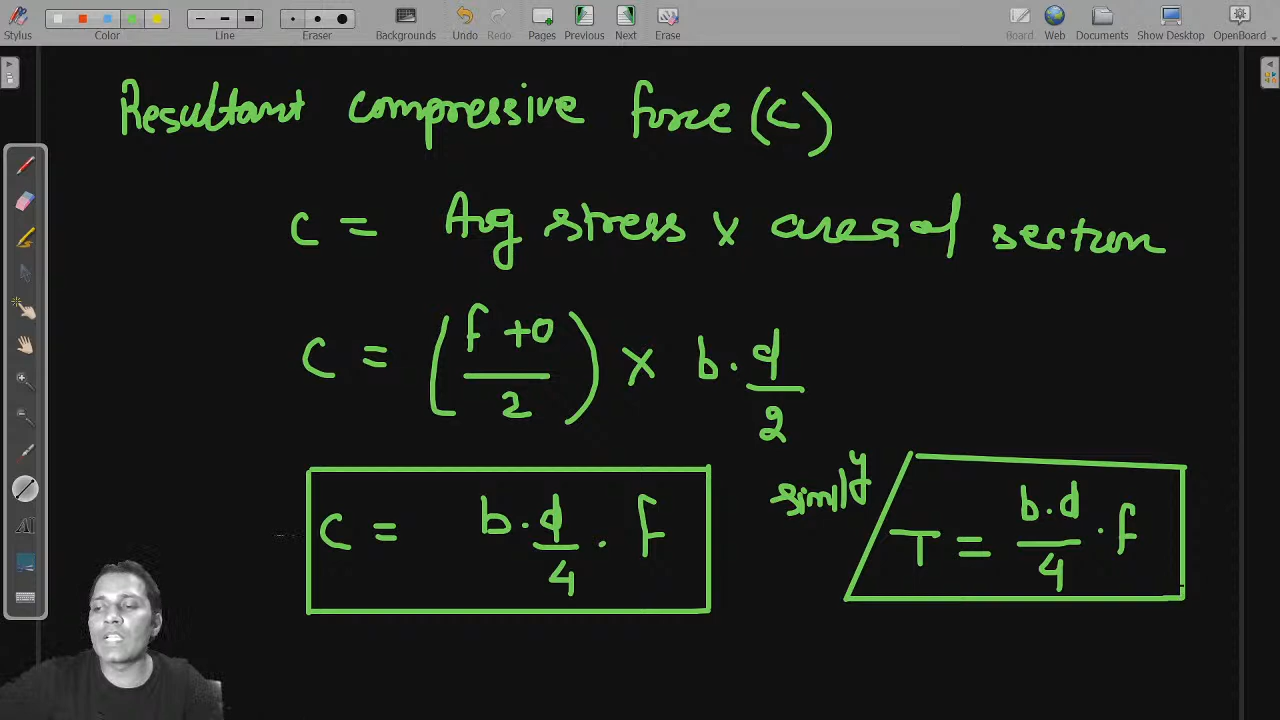 Stylus Color Line Eraser Backgrounds Undo Redo Pages Previous Next Erase Board Web Documents Show Desktop OpenBoard
Resultant compressive force (C)
C = Avg stress x area of section
C = (f+0/2) x b.d/2
C = b.d/4 . f
simlly T = b.d/4 . f